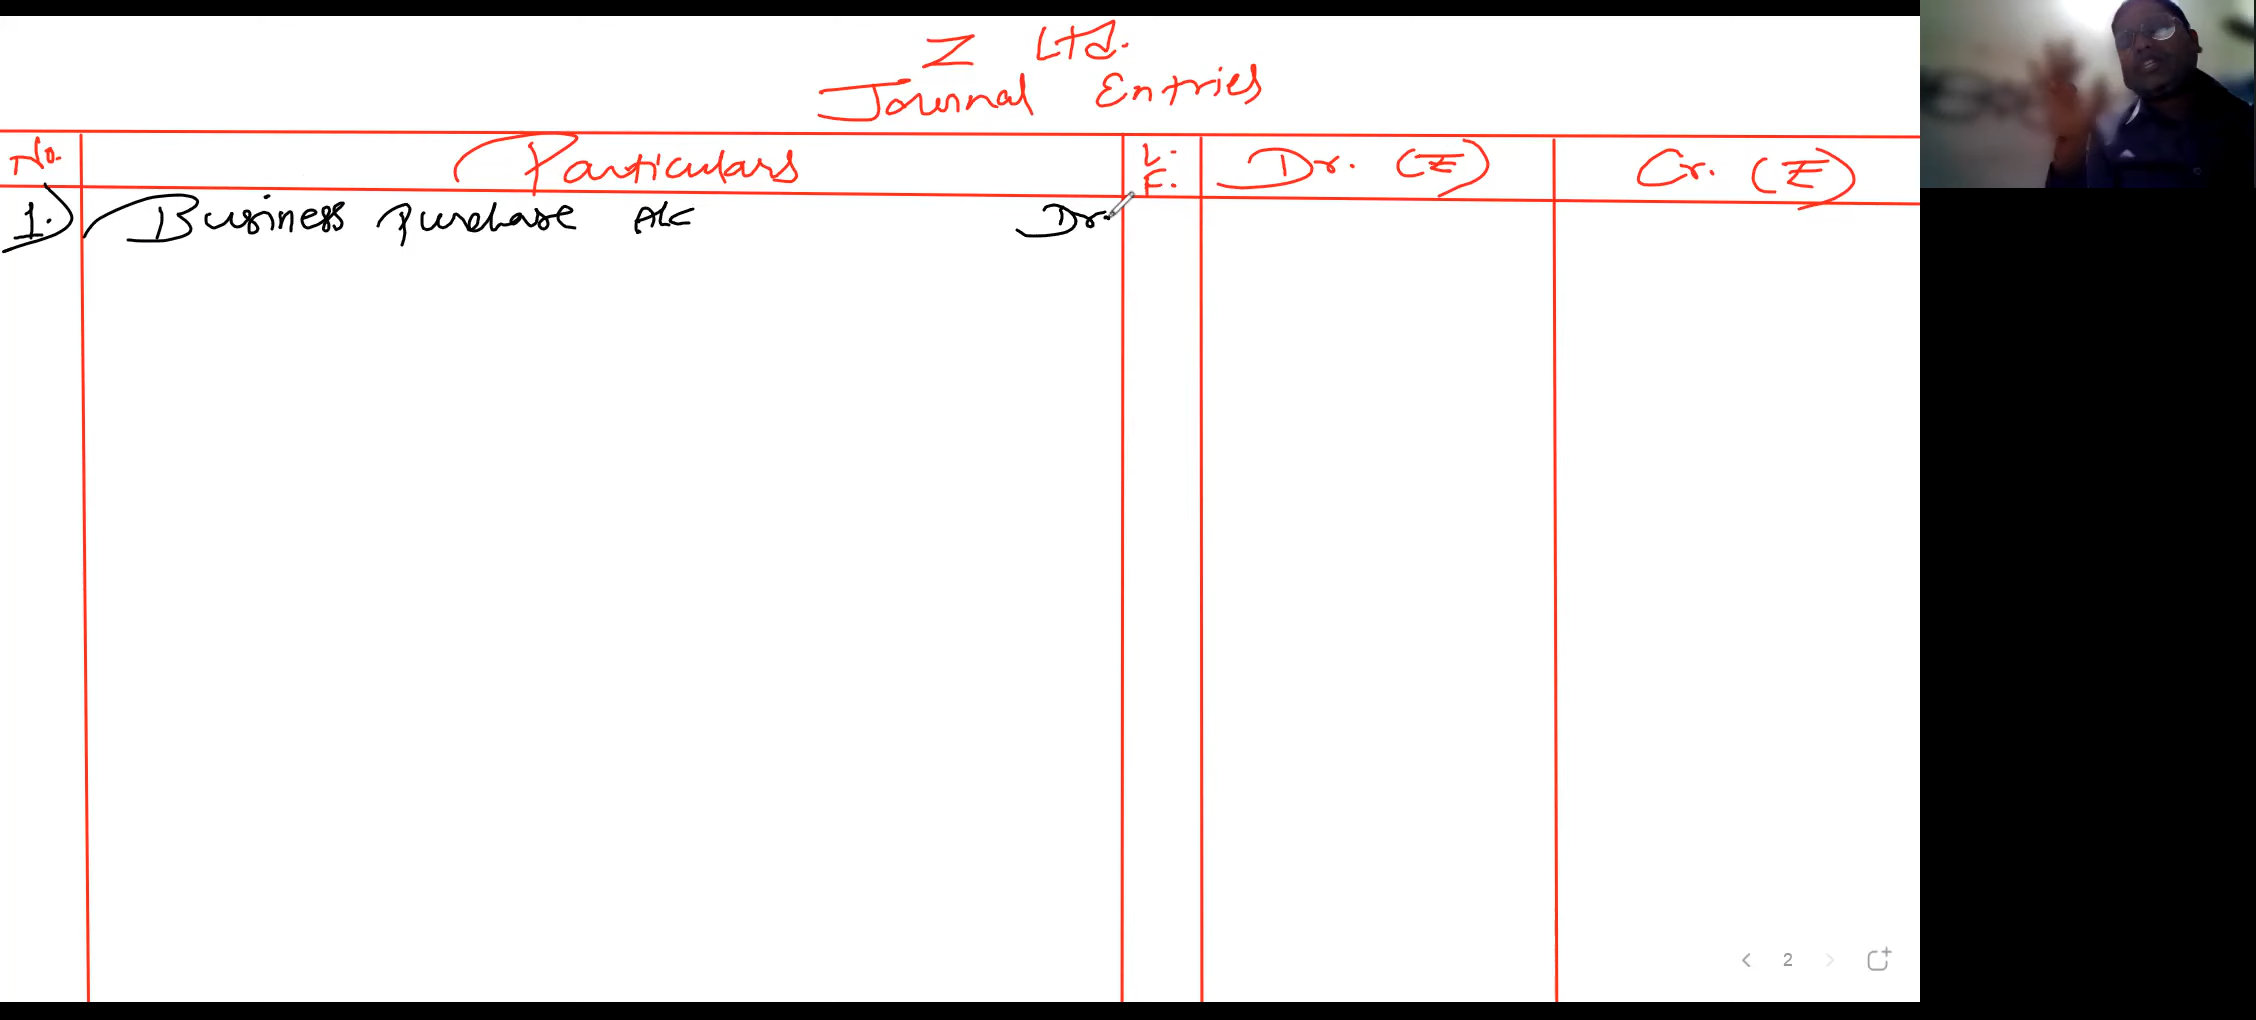 Z Ltd.
Journal Entries
No. Particulars L.F. Dr. (₹) Cr. (₹)
1. Business Purchase A/c Dr.
2